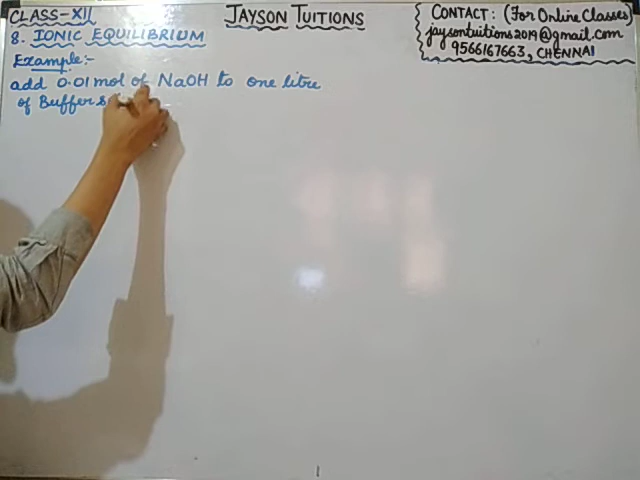 CLASS-XII
JAYSON TUITIONS
CONTACT: (For Online Classes)
jaysontuitions2019@gmail.com
9566167663, CHENNAI
8. IONIC EQUILIBRIUM
Example:-
add 0.01 mol of NaOH to one litre
of Buffer s